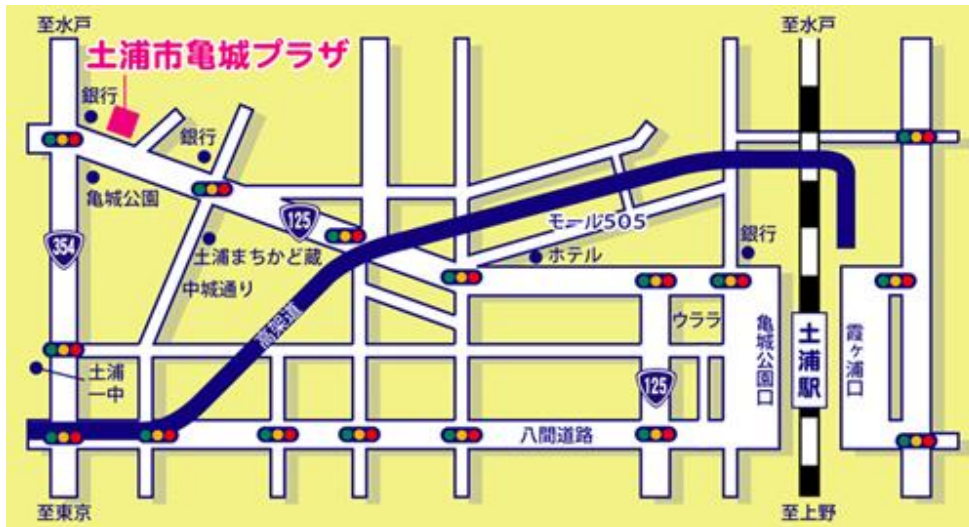 至水戸
至水戸
土浦市亀城プラザ
銀行
銀行
亀城公園
125
354
土浦まちかど蔵
モール505
銀行
ホテル
中城通り
高架道
ウララ
亀城公園口
土浦駅
霞ヶ浦口
土浦
一中
125
八間道路
至東京
至上野